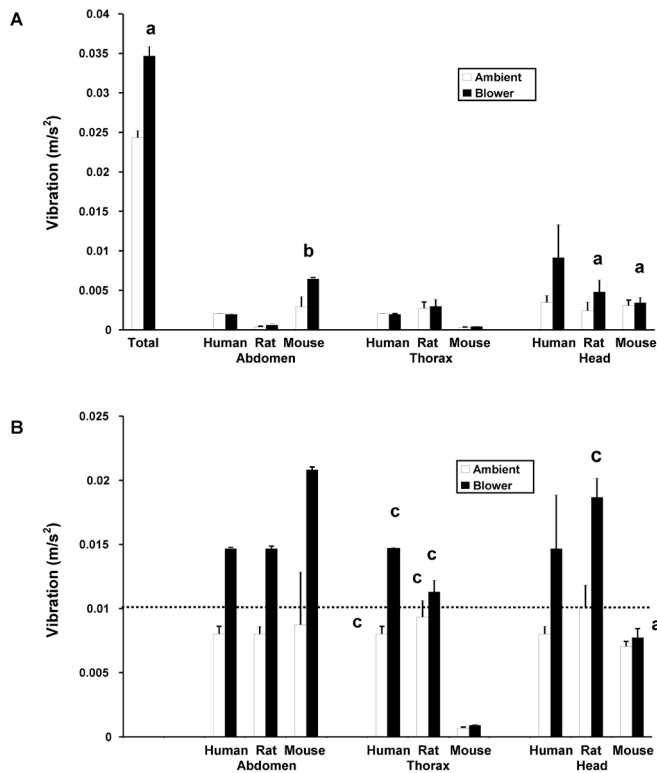 A
0.04
0.035
0.03
0.025
0.02
0.015
0.01
0.005
0
Vibration (m/s²)
a
b
a
a
Ambient
Blower
Total
Human Rat Mouse
Abdomen
Human Rat Mouse
Thorax
Human Rat Mouse
Head
B
0.025
0.02
0.015
0.01
0.005
0
Vibration (m/s²)
Ambient
Blower
c
c
c
c
c
a
Human Rat Mouse
Abdomen
Human Rat Mouse
Thorax
Human Rat Mouse
Head